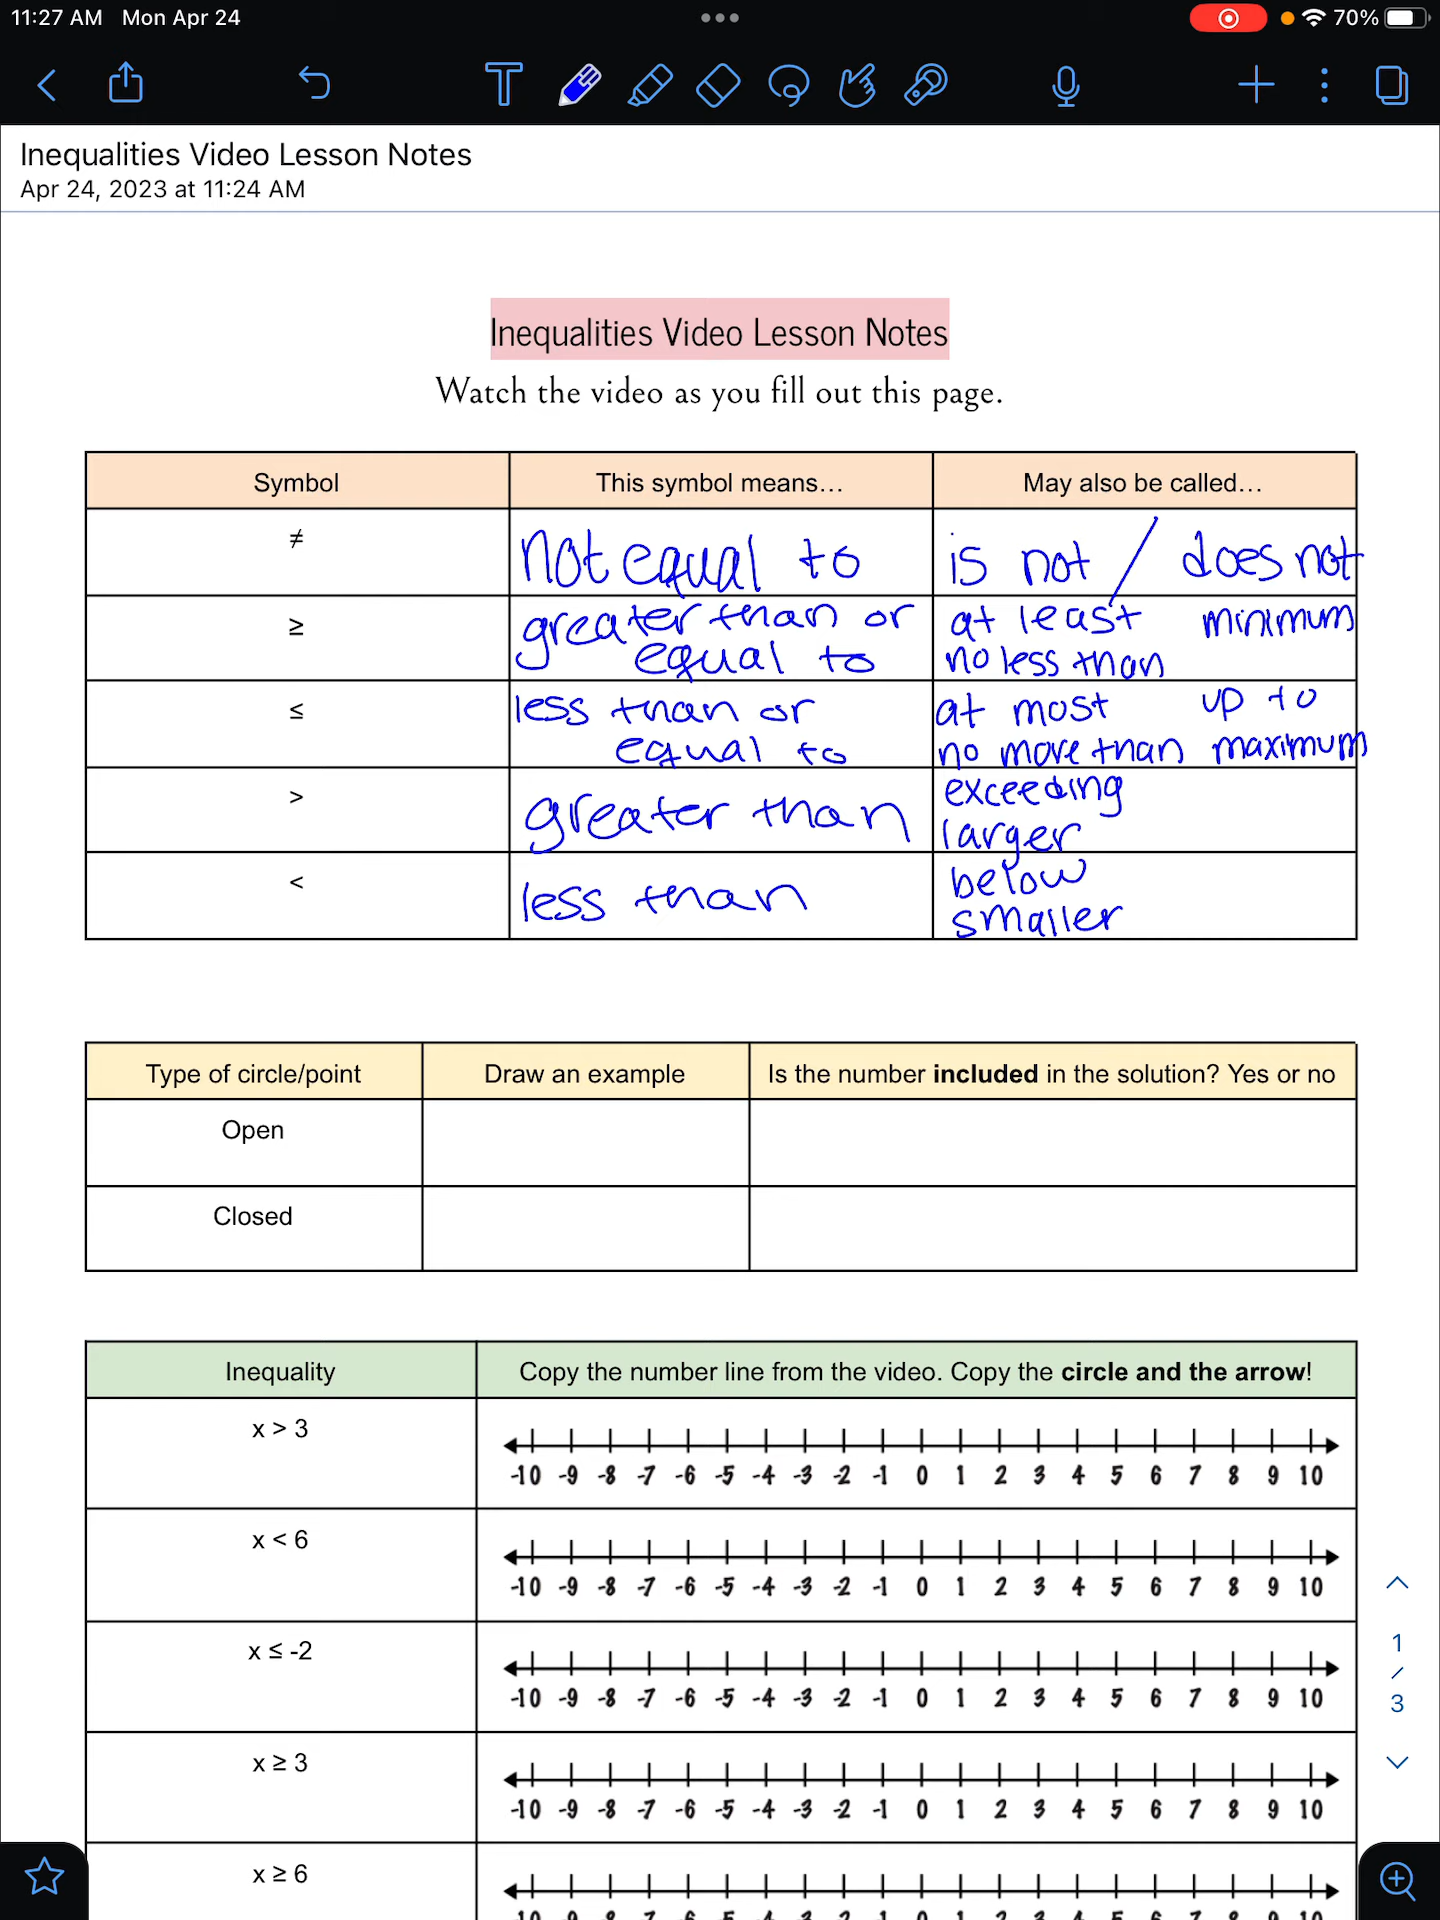 11:27 AM Mon Apr 24
70%
T
Inequalities Video Lesson Notes
Apr 24, 2023 at 11:24 AM
Inequalities Video Lesson Notes
Watch the video as you fill out this page.
Symbol This symbol means... May also be called...
≠ not equal to is not / does not
≥ greater than or equal to at least minimum
no less than
≤ less than or equal to at most up to
no more than maximum
> greater than exceeding
larger
< less than below
smaller
Type of circle/point Draw an example Is the number included in the solution? Yes or no
Open
Closed
Inequality Copy the number line from the video. Copy the circle and the arrow!
x > 3
-10 -9 -8 -7 -6 -5 -4 -3 -2 -1 0 1 2 3 4 5 6 7 8 9 10
x < 6
-10 -9 -8 -7 -6 -5 -4 -3 -2 -1 0 1 2 3 4 5 6 7 8 9 10
x ≤ -2
-10 -9 -8 -7 -6 -5 -4 -3 -2 -1 0 1 2 3 4 5 6 7 8 9 10
x ≥ 3
-10 -9 -8 -7 -6 -5 -4 -3 -2 -1 0 1 2 3 4 5 6 7 8 9 10
x ≥ 6
1
/
3